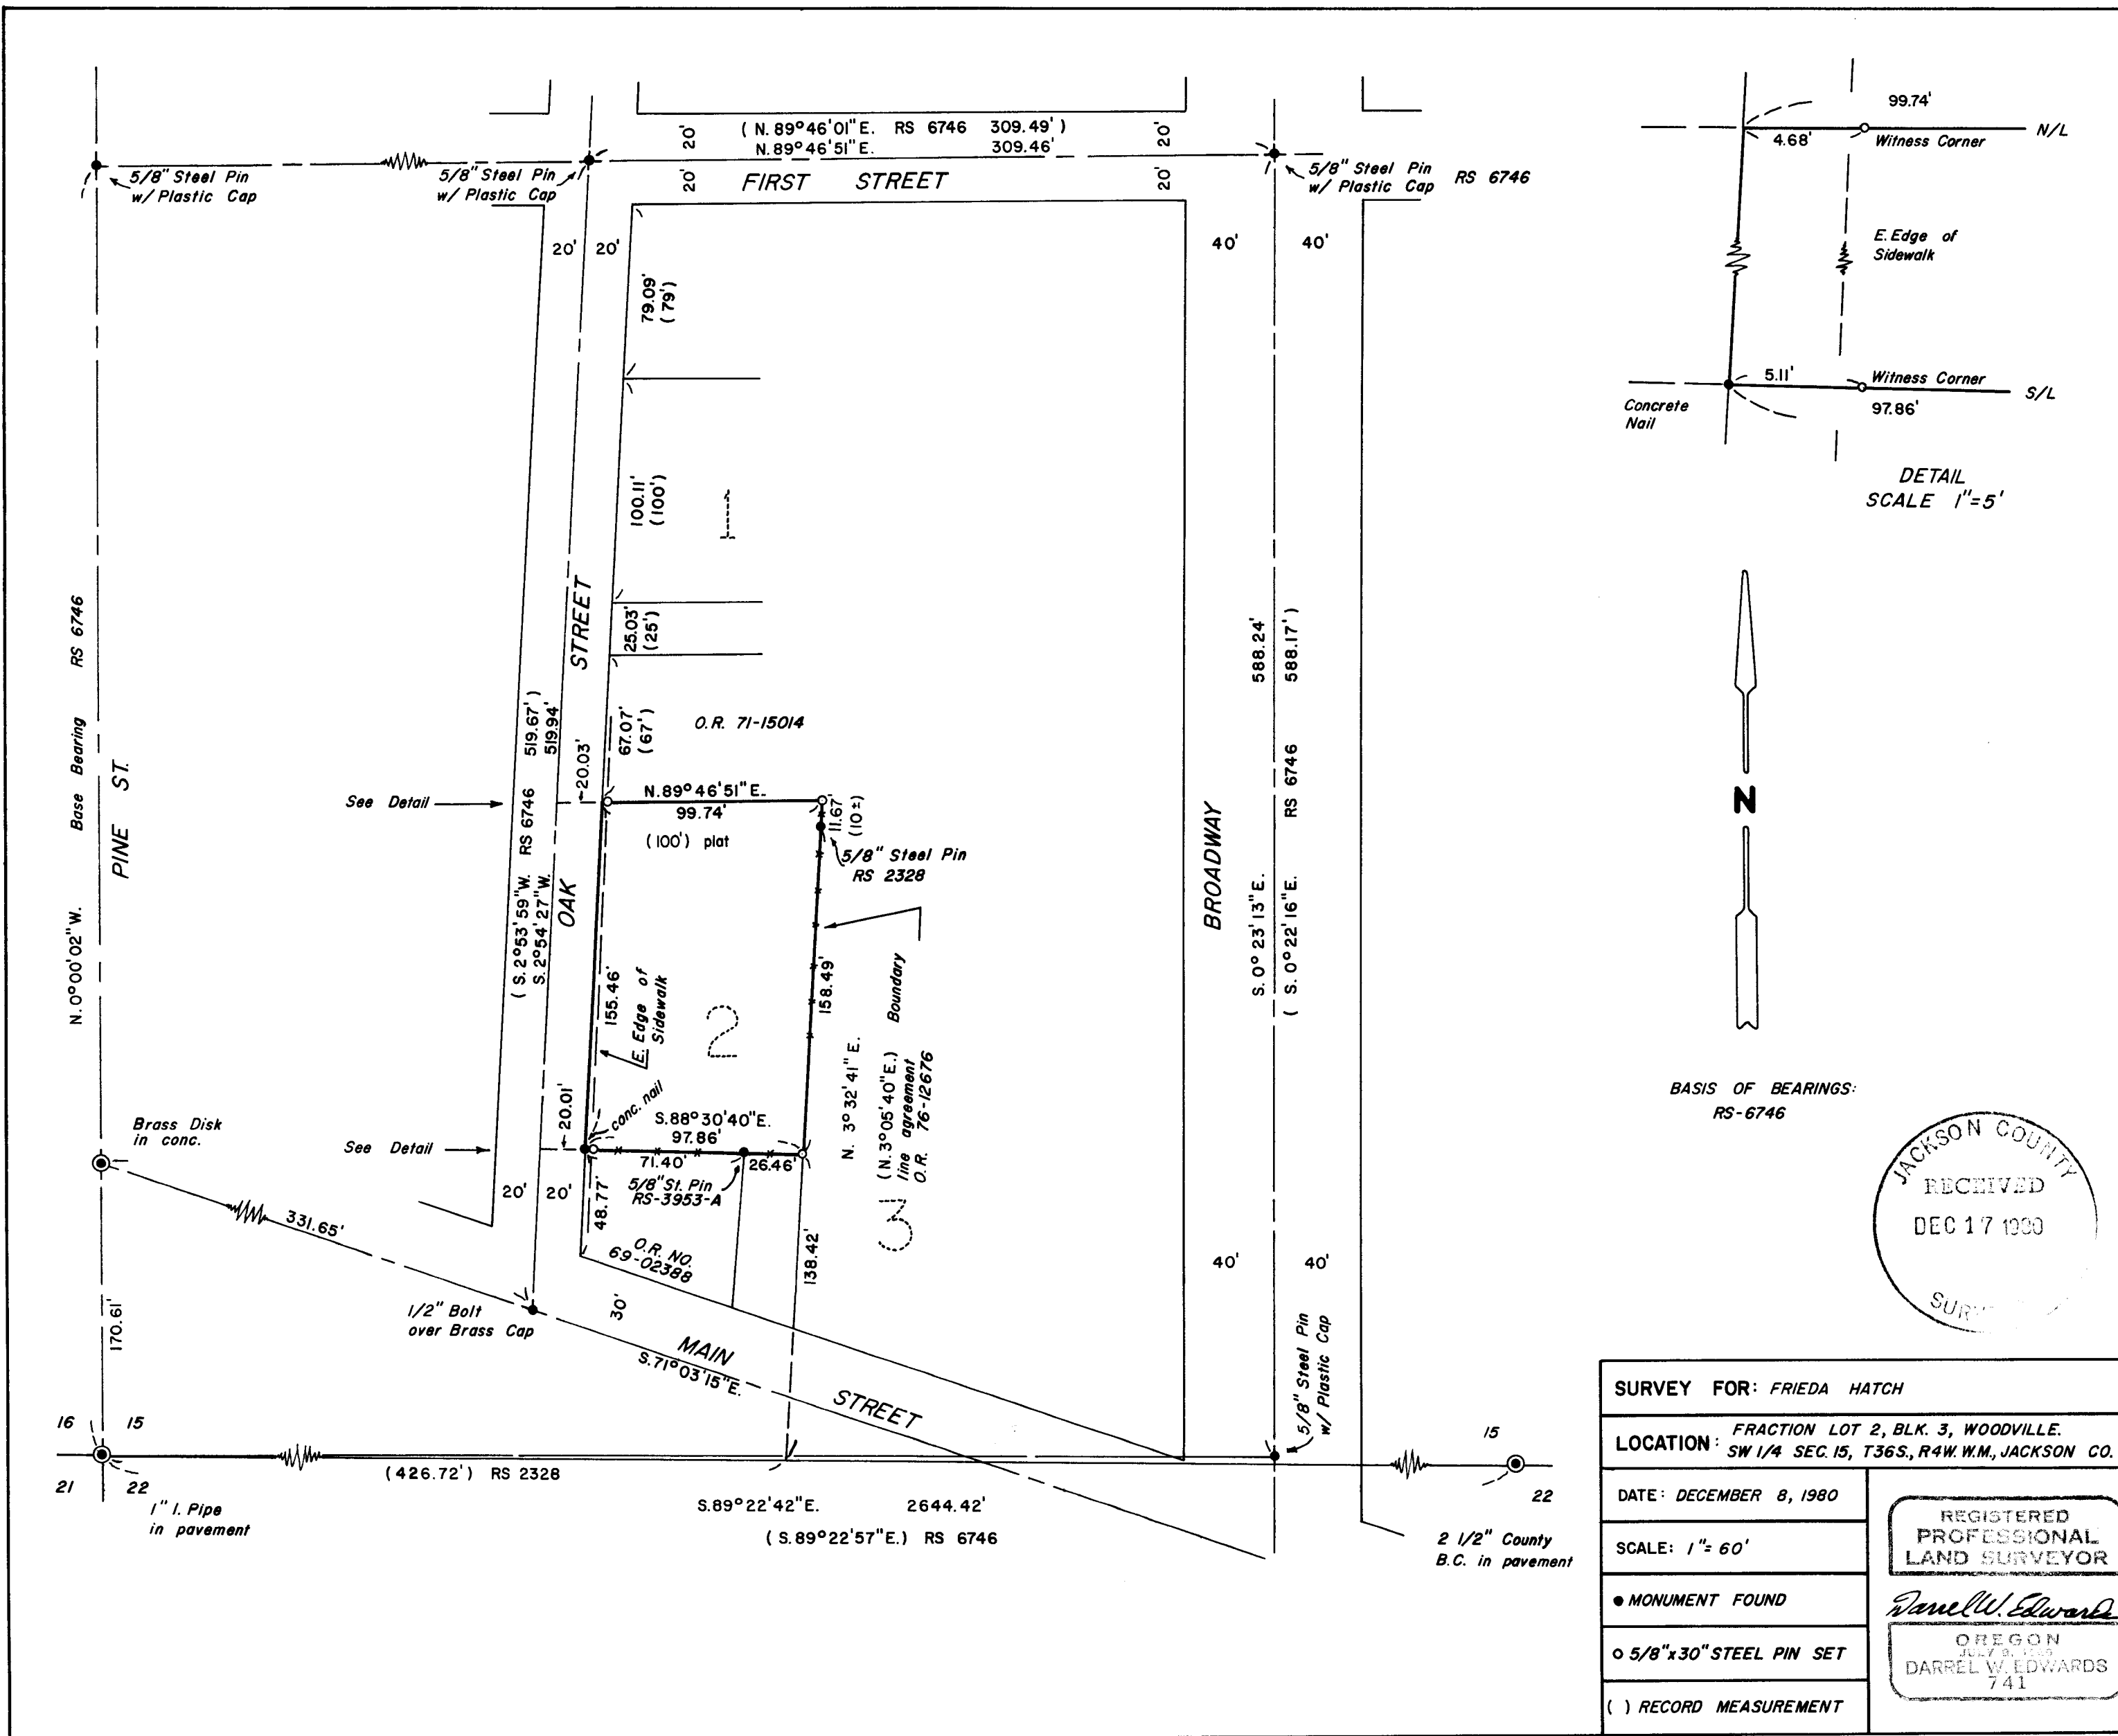 ( N. 89°46'01"E. RS 6746 309.49' )
N. 89°46'51"E. 309.46'
20'
20'
20'
20'
FIRST STREET
5/8" Steel Pin
w/ Plastic Cap
5/8" Steel Pin
w/ Plastic Cap
5/8" Steel Pin
w/ Plastic Cap
RS 6746
20' 20'
40' 40'
79.09'
(79')
100.11'
(100')
1
25.03'
(25')
67.07'
(67')
O.R. 71-15014
N. 0°00'02"W. Base Bearing RS 6746
PINE ST.
(S. 2°53'59"W. RS 6746 519.67')
S. 2°54'27"W. 519.94'
OAK STREET
20.03'
See Detail
N. 89°46'51"E.
99.74'
(100') plat
11.67'
(10±)
5/8" Steel Pin
RS 2328
155.46'
E. Edge of
Sidewalk
2
158.49'
N. 3°32'41"E.
(N. 3°05'40"E.) Boundary
line agreement
O.R. 76-12676
BROADWAY
S. 0°23'13"E. 588.24'
( S. 0°22'16"E. RS 6746 588.17' )
20.01'
See Detail
conc. nail
S. 88°30'40"E.
97.86'
71.40'
26.46'
5/8" St. Pin
RS-3953-A
48.77'
O.R. NO.
69-02388
138.42'
3
20' 20'
40' 40'
Brass Disk
in conc.
331.65'
170.61'
1/2" Bolt
over Brass Cap
30'
MAIN STREET
S. 71°03'15"E.
5/8" Steel Pin
w/ Plastic Cap
16 15
21 22
1" I. Pipe
in pavement
(426.72') RS 2328
S. 89°22'42"E. 2644.42'
( S. 89°22'57"E.) RS 6746
15
22
2 1/2" County
B.C. in pavement
99.74'
4.68'
Witness Corner
N/L
E. Edge of
Sidewalk
5.11'
Witness Corner
S/L
97.86'
Concrete
Nail
DETAIL
SCALE 1"=5'
N
BASIS OF BEARINGS:
RS-6746
JACKSON COUNTY
RECEIVED
DEC 17 1980
SURVEY FOR: FRIEDA HATCH
LOCATION: FRACTION LOT 2, BLK. 3, WOODVILLE.
SW 1/4 SEC. 15, T36S., R4W. W.M., JACKSON CO.
DATE: DECEMBER 8, 1980
SCALE: 1"= 60'
● MONUMENT FOUND
○ 5/8"x30" STEEL PIN SET
( ) RECORD MEASUREMENT
REGISTERED
PROFESSIONAL
LAND SURVEYOR
Darrel W. Edwards
OREGON
DARREL W. EDWARDS
741